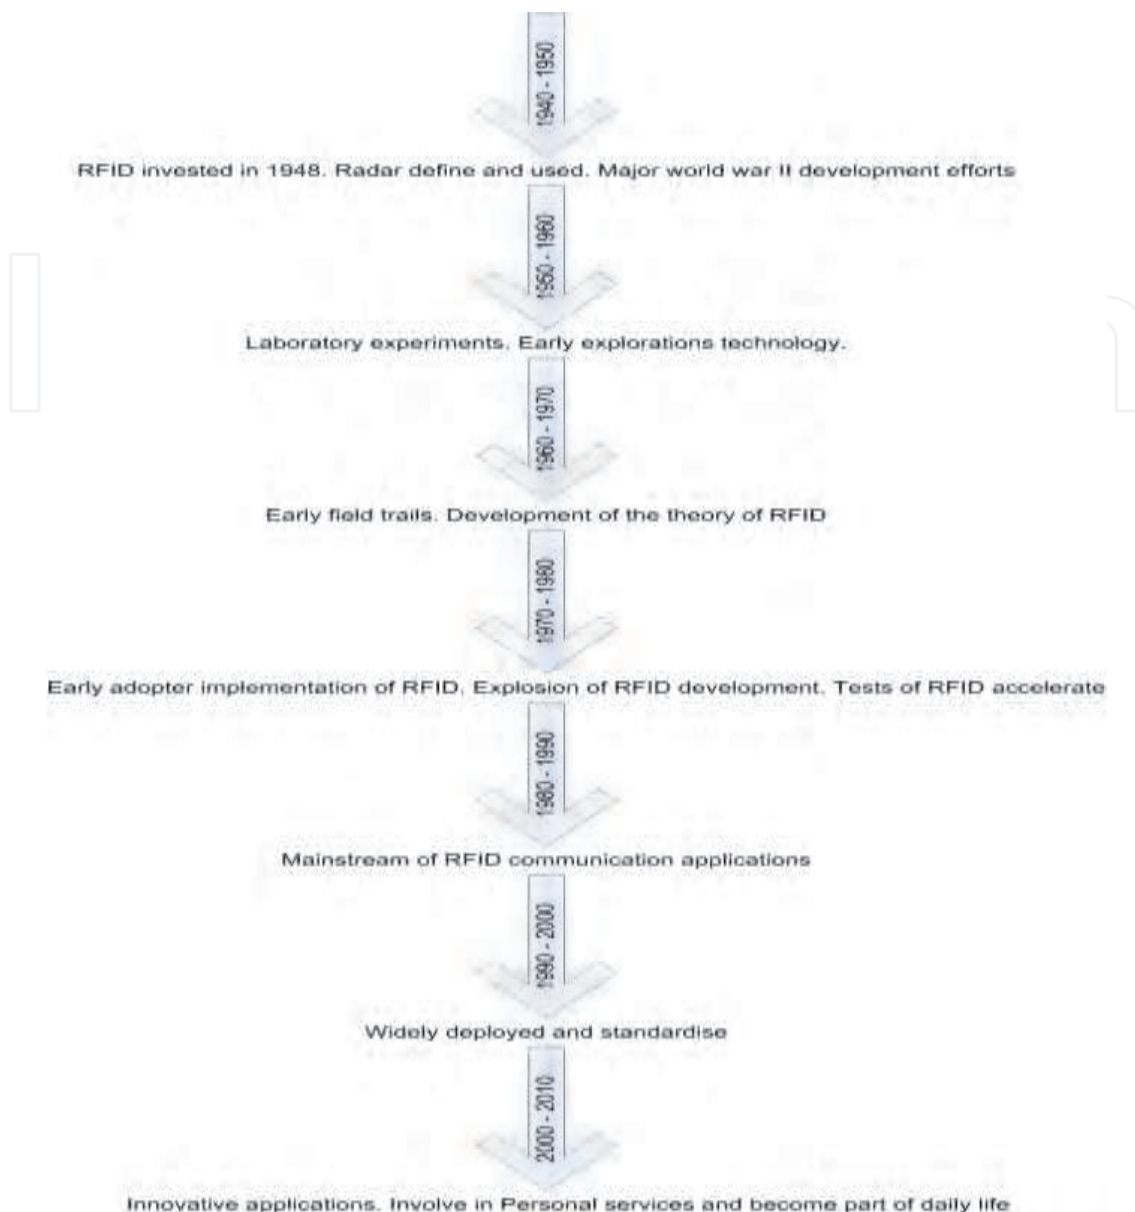 1940 - 1950
RFID invested in 1948. Radar define and used. Major world war II development efforts
1950 - 1960
Laboratory experiments. Early explorations technology.
1960 - 1970
Early field trails. Development of the theory of RFID
1970 - 1980
Early adopter implementation of RFID. Explosion of RFID development. Tests of RFID accelerate
1980 - 1990
Mainstream of RFID communication applications
1990 - 2000
Widely deployed and standardise
2000 - 2010
Innovative applications. Involve in Personal services and become part of daily life